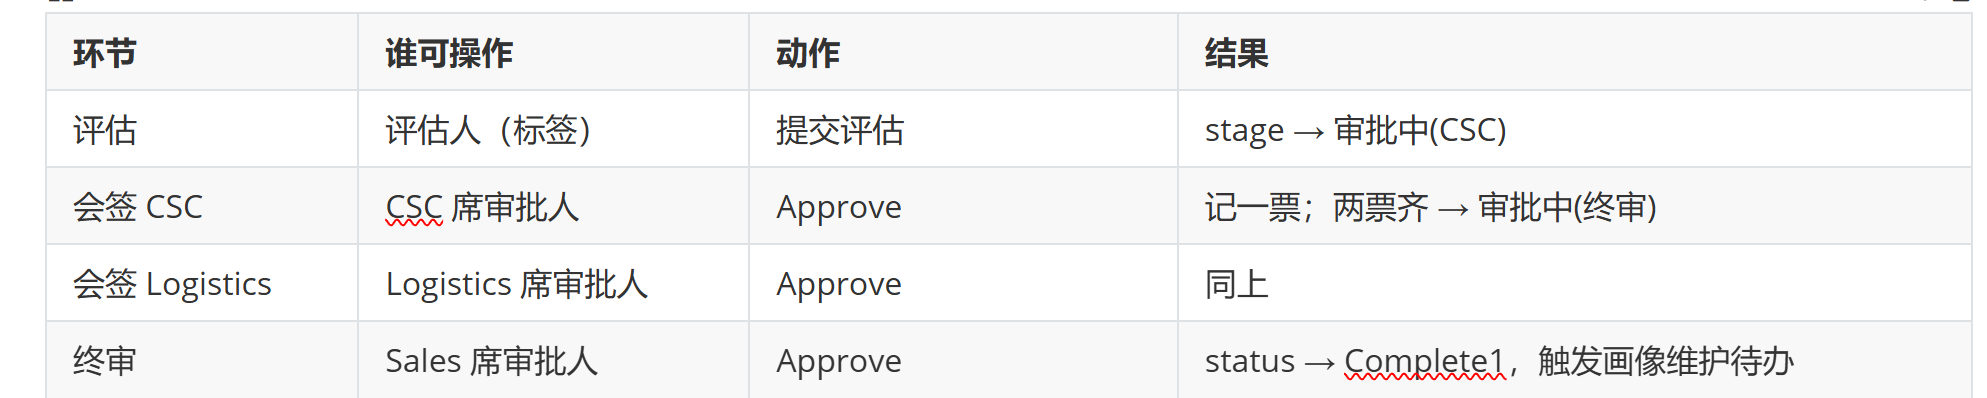 环节 谁可操作 动作 结果
评估 评估人（标签） 提交评估 stage → 审批中(CSC)
会签 CSC CSC 席审批人 Approve 记一票；两票齐 → 审批中(终审)
会签 Logistics Logistics 席审批人 Approve 同上
终审 Sales 席审批人 Approve status → Complete1，触发画像维护待办